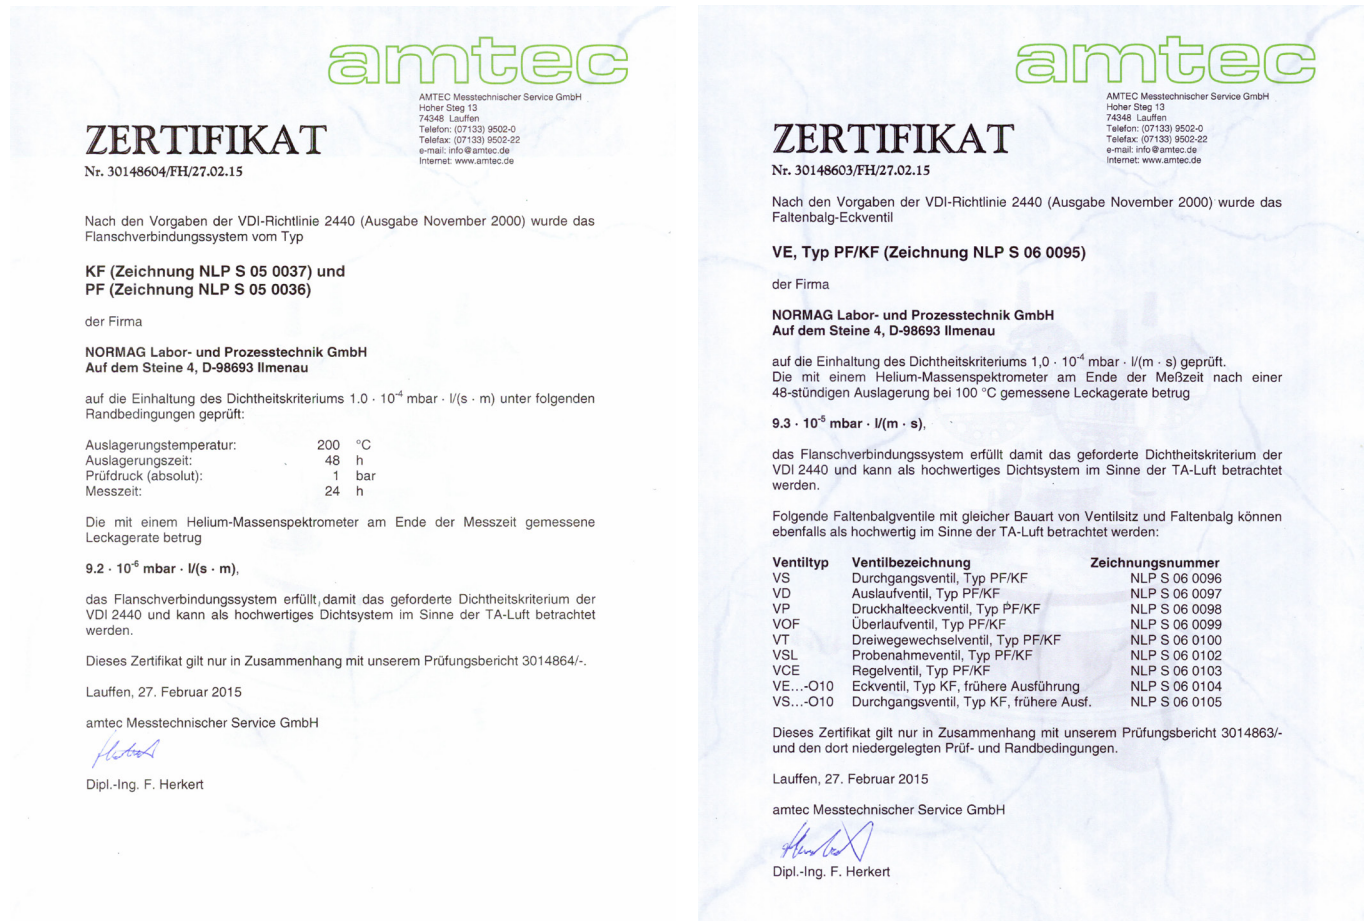 amtec
AMTEC Messtechnischer Service GmbH
Hoher Steg 13
74348 Lauffen
Telefon: (07133) 9502-0
Telefax: (07133) 9502-22
e-mail: info@amtec.de
Internet: www.amtec.de
ZERTIFIKAT
Nr. 30148604/FH/27.02.15
Nach den Vorgaben der VDI-Richtlinie 2440 (Ausgabe November 2000) wurde das
Flanschverbindungssystem vom Typ
KF (Zeichnung NLP S 05 0037) und
PF (Zeichnung NLP S 05 0036)
der Firma
NORMAG Labor- und Prozesstechnik GmbH
Auf dem Steine 4, D-98693 Ilmenau
auf die Einhaltung des Dichtheitskriteriums 1.0 · 10⁻⁴ mbar · l/(s · m) unter folgenden
Randbedingungen geprüft:
Auslagerungstemperatur: 200 °C
Auslagerungszeit: 48 h
Prüfdruck (absolut): 1 bar
Messzeit: 24 h
Die mit einem Helium-Massenspektrometer am Ende der Messzeit gemessene
Leckagerate betrug
9.2 · 10⁻⁶ mbar · l/(s · m),
das Flanschverbindungssystem erfüllt damit das geforderte Dichtheitskriterium der
VDI 2440 und kann als hochwertiges Dichtsystem im Sinne der TA-Luft betrachtet
werden.
Dieses Zertifikat gilt nur in Zusammenhang mit unserem Prüfungsbericht 3014864/-.
Lauffen, 27. Februar 2015
amtec Messtechnischer Service GmbH
Dipl.-Ing. F. Herkert
amtec
AMTEC Messtechnischer Service GmbH
Hoher Steg 13
74348 Lauffen
Telefon: (07133) 9502-0
Telefax: (07133) 9502-22
e-mail: info@amtec.de
Internet: www.amtec.de
ZERTIFIKAT
Nr. 30148603/FH/27.02.15
Nach den Vorgaben der VDI-Richtlinie 2440 (Ausgabe November 2000) wurde das
Faltenbalg-Eckventil
VE, Typ PF/KF (Zeichnung NLP S 06 0095)
der Firma
NORMAG Labor- und Prozesstechnik GmbH
Auf dem Steine 4, D-98693 Ilmenau
auf die Einhaltung des Dichtheitskriteriums 1,0 · 10⁻⁴ mbar · l/(m · s) geprüft.
Die mit einem Helium-Massenspektrometer am Ende der Meßzeit nach einer
48-stündigen Auslagerung bei 100 °C gemessene Leckagerate betrug
9.3 · 10⁻⁵ mbar · l/(m · s),
das Flanschverbindungssystem erfüllt damit das geforderte Dichtheitskriterium der
VDI 2440 und kann als hochwertiges Dichtsystem im Sinne der TA-Luft betrachtet
werden.
Folgende Faltenbalgventile mit gleicher Bauart von Ventilsitz und Faltenbalg können
ebenfalls als hochwertig im Sinne der TA-Luft betrachtet werden:
Ventiltyp Ventilbezeichnung Zeichnungsnummer
VS Durchgangsventil, Typ PF/KF NLP S 06 0096
VD Auslaufventil, Typ PF/KF NLP S 06 0097
VP Druckhalteeckventil, Typ PF/KF NLP S 06 0098
VOF Überlaufventil, Typ PF/KF NLP S 06 0099
VT Dreiwegewechselventil, Typ PF/KF NLP S 06 0100
VSL Probenahmeventil, Typ PF/KF NLP S 06 0102
VCE Regelventil, Typ PF/KF NLP S 06 0103
VE...-O10 Eckventil, Typ KF, frühere Ausführung NLP S 06 0104
VS...-O10 Durchgangsventil, Typ KF, frühere Ausf. NLP S 06 0105
Dieses Zertifikat gilt nur in Zusammenhang mit unserem Prüfungsbericht 3014863/-
und den dort niedergelegten Prüf- und Randbedingungen.
Lauffen, 27. Februar 2015
amtec Messtechnischer Service GmbH
Dipl.-Ing. F. Herkert